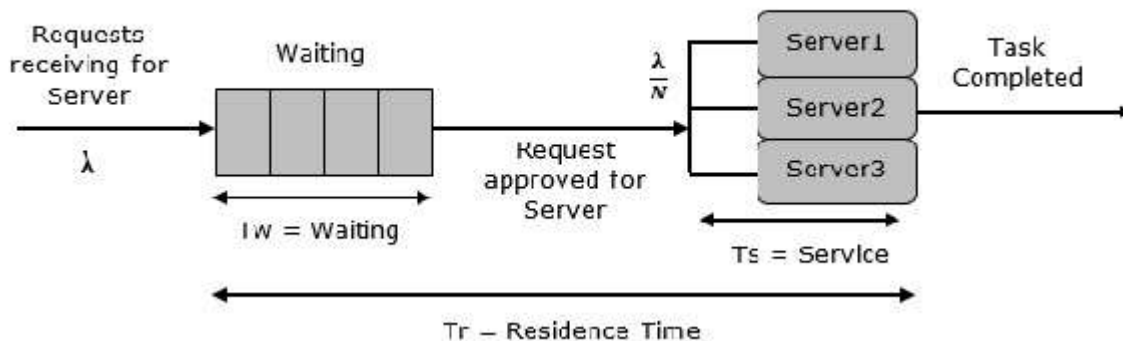 Requests
receiving for
Server
λ
Waiting
Tw = Waiting
Request
approved for
Server
λ
N
Server1
Server2
Server3
Ts = Service
Task
Completed
Tr = Residence Time